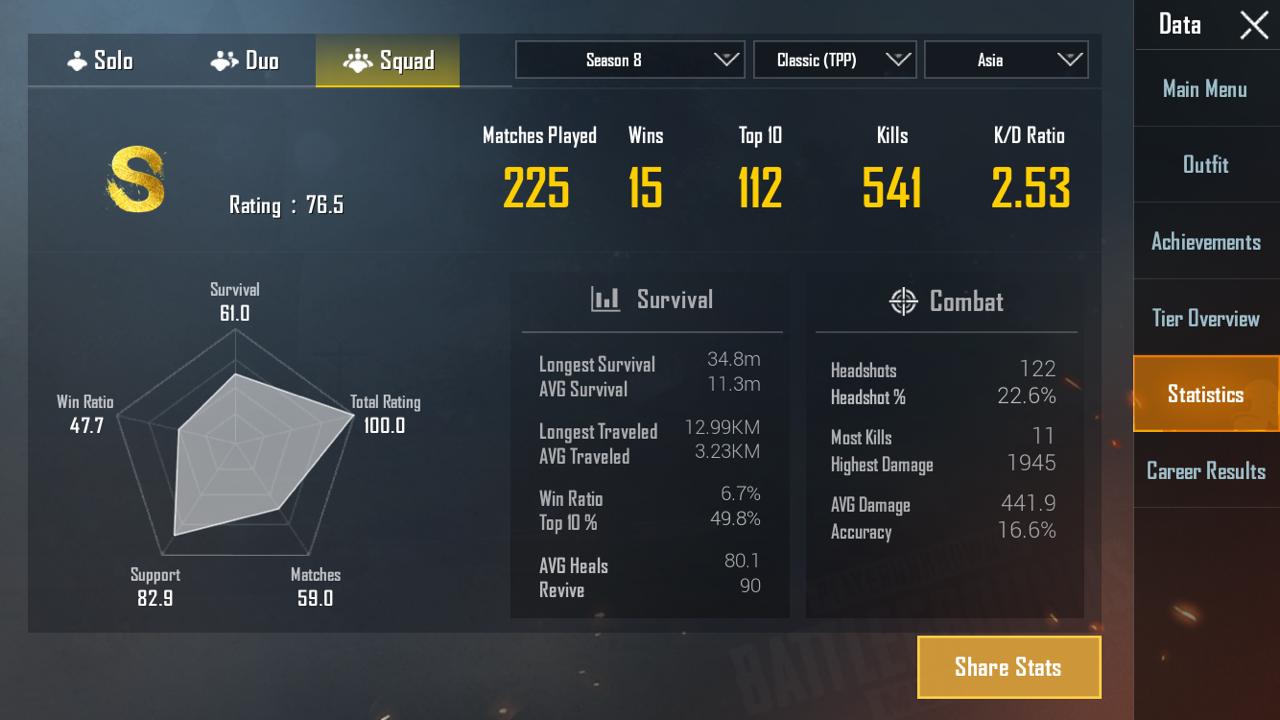 Solo Duo Squad Season 8 Classic (TPP) Asia
Data
Main Menu
Outfit
Achievements
Tier Overview
Statistics
Career Results
S
Rating : 76.5
Matches Played Wins Top 10 Kills K/D Ratio
225 15 112 541 2.53
Survival
61.0
Win Ratio
47.7
Total Rating
100.0
Support
82.9
Matches
59.0
Survival
Longest Survival 34.8m
AVG Survival 11.3m
Longest Traveled 12.99KM
AVG Traveled 3.23KM
Win Ratio 6.7%
Top 10 % 49.8%
AVG Heals 80.1
Revive 90
Combat
Headshots 122
Headshot % 22.6%
Most Kills 11
Highest Damage 1945
AVG Damage 441.9
Accuracy 16.6%
Share Stats